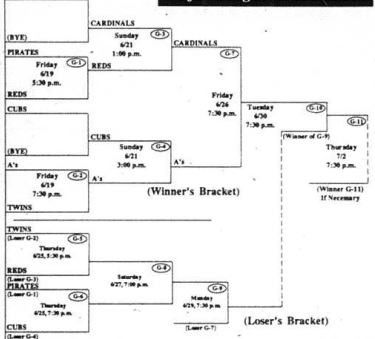 CARDINALS
(BYE)
Sunday
6/21
1:00 p.m.
G-3
CARDINALS
PIRATES
G-1
Friday
6/19
5:30 p.m.
REDS
REDS
G-7
Friday
6/26
7:30 p.m.
CUBS
CUBS
(BYE)
Sunday
6/21
3:00 p.m.
G-4
A's
A's
G-2
Friday
6/19
7:30 p.m.
A's
TWINS
(Winner's Bracket)
Tuesday
6/30
7:30 p.m.
G-10
(Winner of G-9)
G-11
Thursday
7/2
7:30 p.m.
(Winner G-11)
If Necessary
TWINS
(Loser G-2)
G-5
Thursday
6/25, 5:30 p.m.
REDS
(Loser G-3)
PIRATES
(Loser G-1)
G-6
Thursday
6/25, 7:30 p.m.
CUBS
(Loser G-4)
G-8
Saturday
6/27, 7:00 p.m.
G-9
Monday
6/29, 7:30 p.m.
(Loser G-7)
(Loser's Bracket)